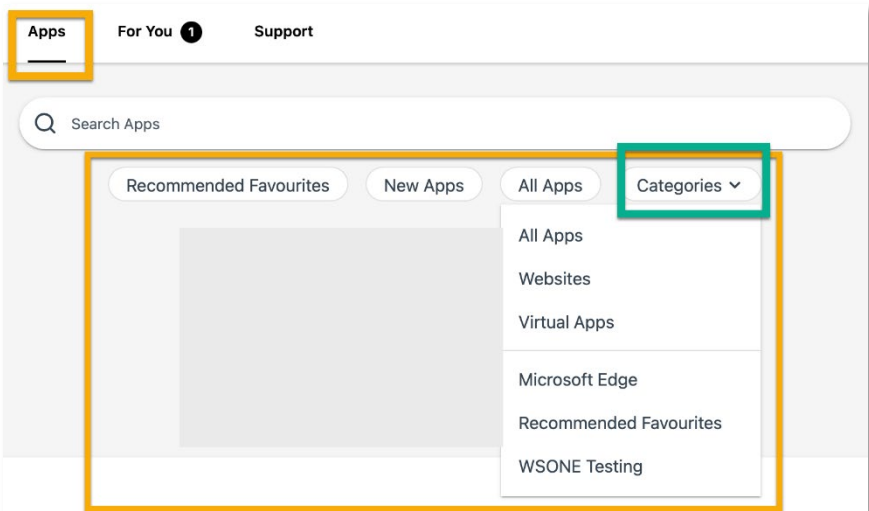 Apps For You 1 Support
Search Apps
Recommended Favourites New Apps All Apps Categories
All Apps
Websites
Virtual Apps
Microsoft Edge
Recommended Favourites
WSONE Testing